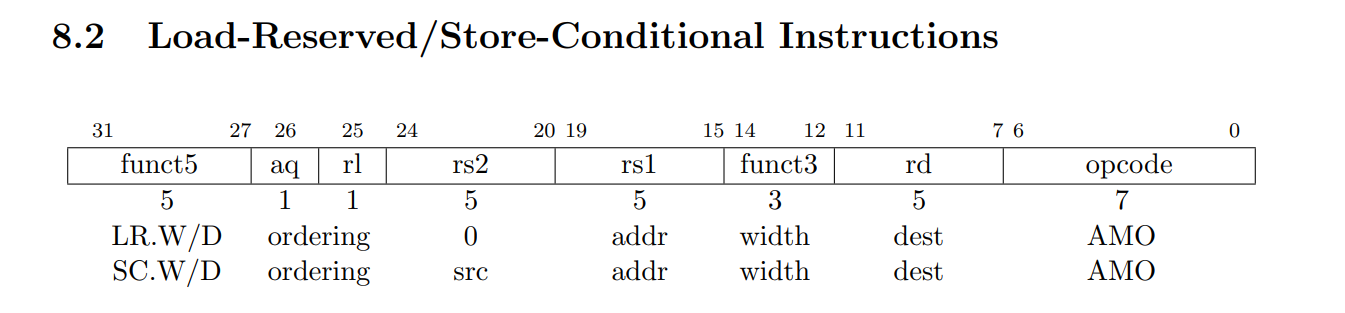 8.2 Load-Reserved/Store-Conditional Instructions
31 27 26 25 24 20 19 15 14 12 11 7 6 0
funct5 aq rl rs2 rs1 funct3 rd opcode
5 1 1 5 5 3 5 7
LR.W/D ordering 0 addr width dest AMO
SC.W/D ordering src addr width dest AMO